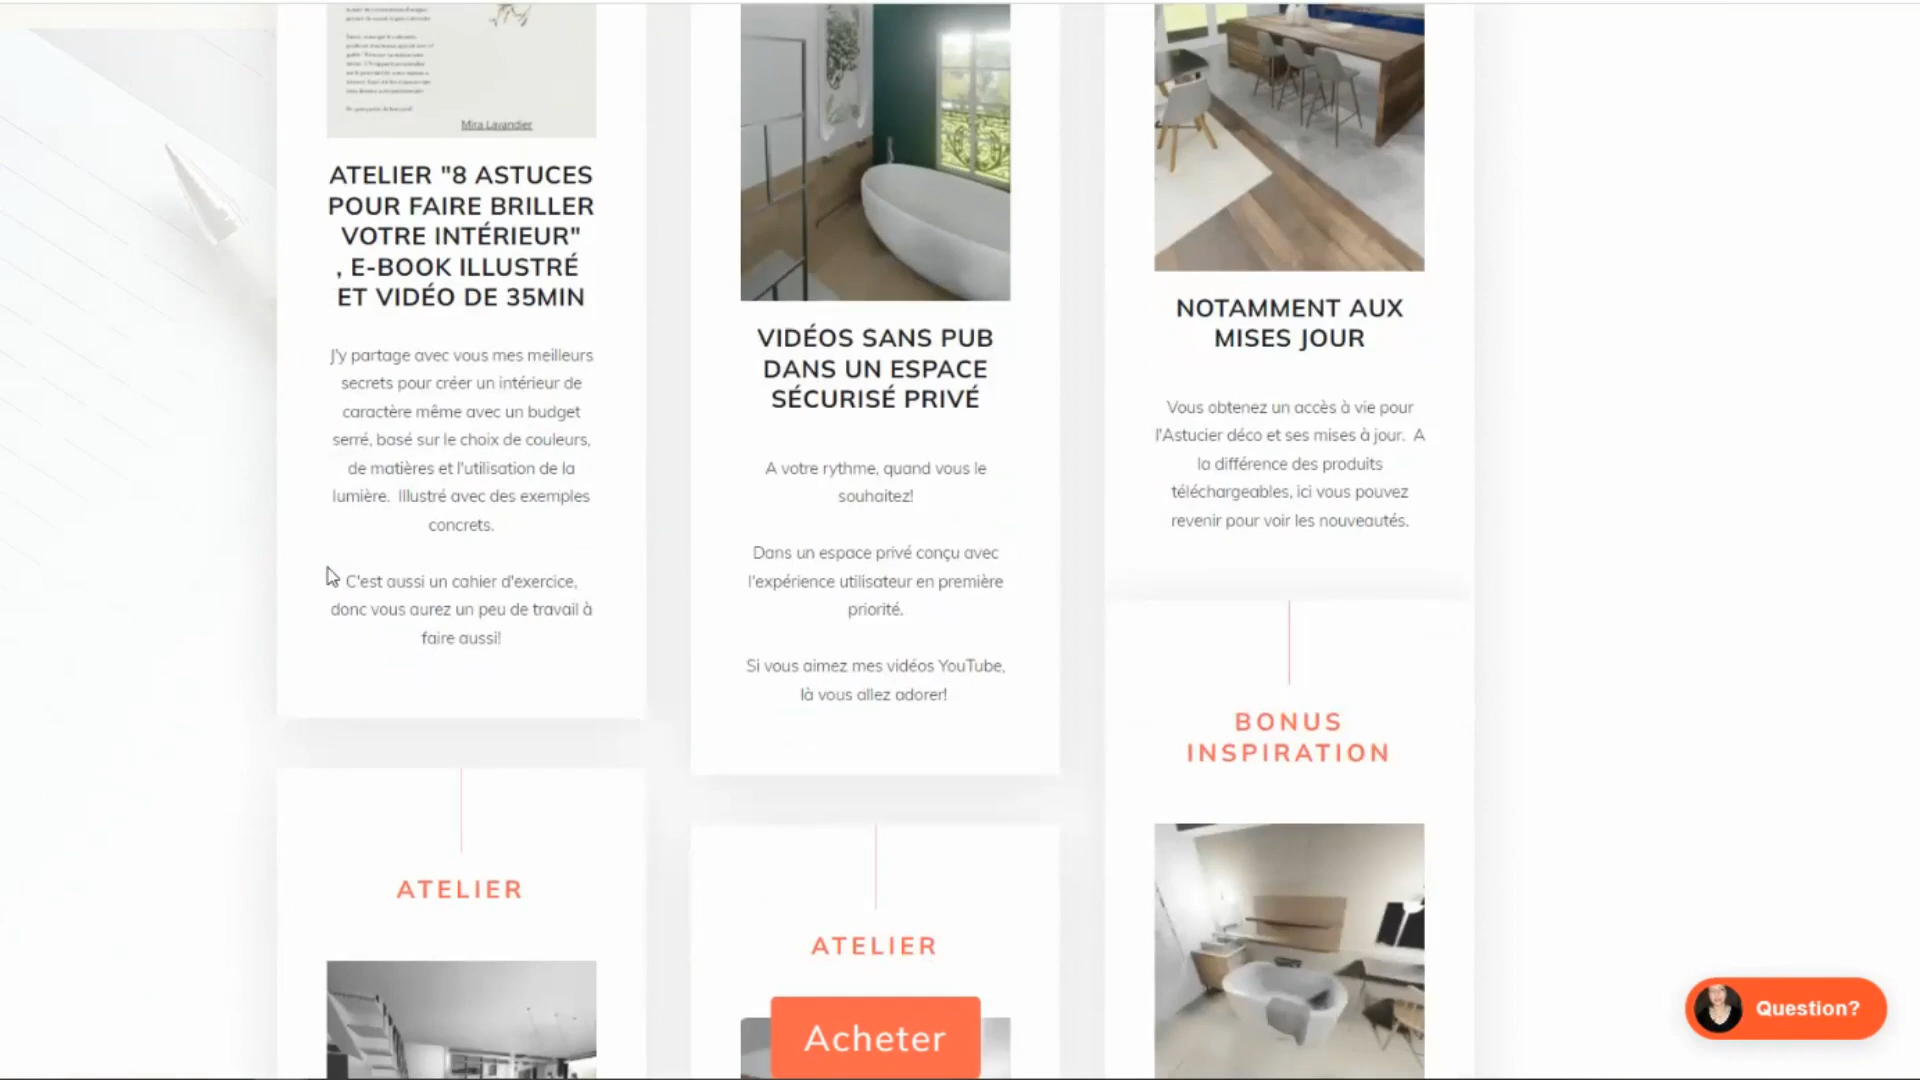 Mira Lavandier
ATELIER "8 ASTUCES
POUR FAIRE BRILLER
VOTRE INTÉRIEUR"
, E-BOOK ILLUSTRÉ
ET VIDÉO DE 35MIN
J'y partage avec vous mes meilleurs
secrets pour créer un intérieur de
caractère même avec un budget
serré, basé sur le choix de couleurs,
de matières et l'utilisation de la
lumière. Illustré avec des exemples
concrets.
C'est aussi un cahier d'exercice,
donc vous aurez un peu de travail à
faire aussi!
ATELIER
VIDÉOS SANS PUB
DANS UN ESPACE
SÉCURISÉ PRIVÉ
A votre rythme, quand vous le
souhaitez!
Dans un espace privé conçu avec
l'expérience utilisateur en première
priorité.
Si vous aimez mes vidéos YouTube,
là vous allez adorer!
ATELIER
Acheter
NOTAMMENT AUX
MISES JOUR
Vous obtenez un accès à vie pour
l'Astucier déco et ses mises à jour. A
la différence des produits
téléchargeables, ici vous pouvez
revenir pour voir les nouveautés.
BONUS
INSPIRATION
Question?